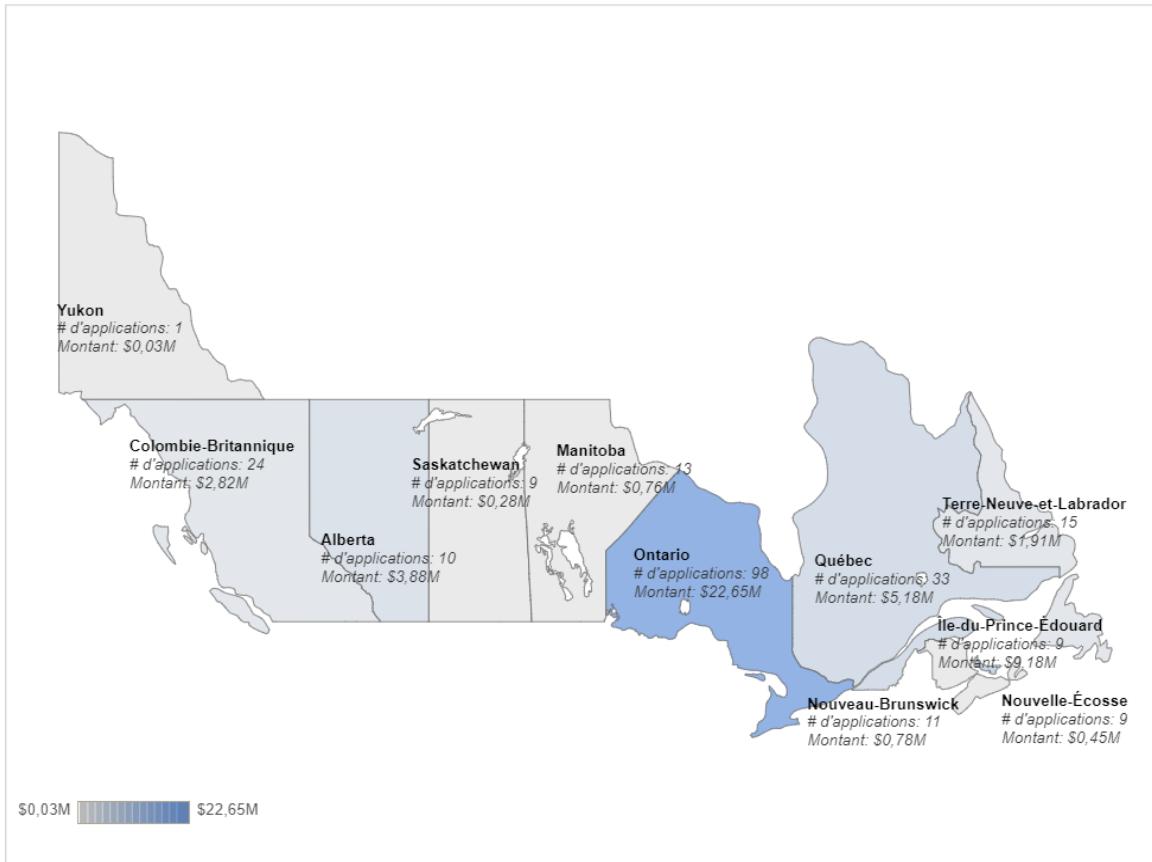 Yukon
# d'applications: 1
Montant: $0,03M
Colombie-Britannique
# d'applications: 24
Montant: $2,82M
Alberta
# d'applications: 10
Montant: $3,88M
Saskatchewan
# d'applications: 9
Montant: $0,28M
Manitoba
# d'applications: 13
Montant: $0,76M
Ontario
# d'applications: 98
Montant: $22,65M
Québec
# d'applications: 33
Montant: $5,18M
Terre-Neuve-et-Labrador
# d'applications: 15
Montant: $1,91M
Île-du-Prince-Édouard
# d'applications: 9
Montant: $9,18M
Nouveau-Brunswick
# d'applications: 11
Montant: $0,78M
Nouvelle-Écosse
# d'applications: 9
Montant: $0,45M
$0,03M
$22,65M